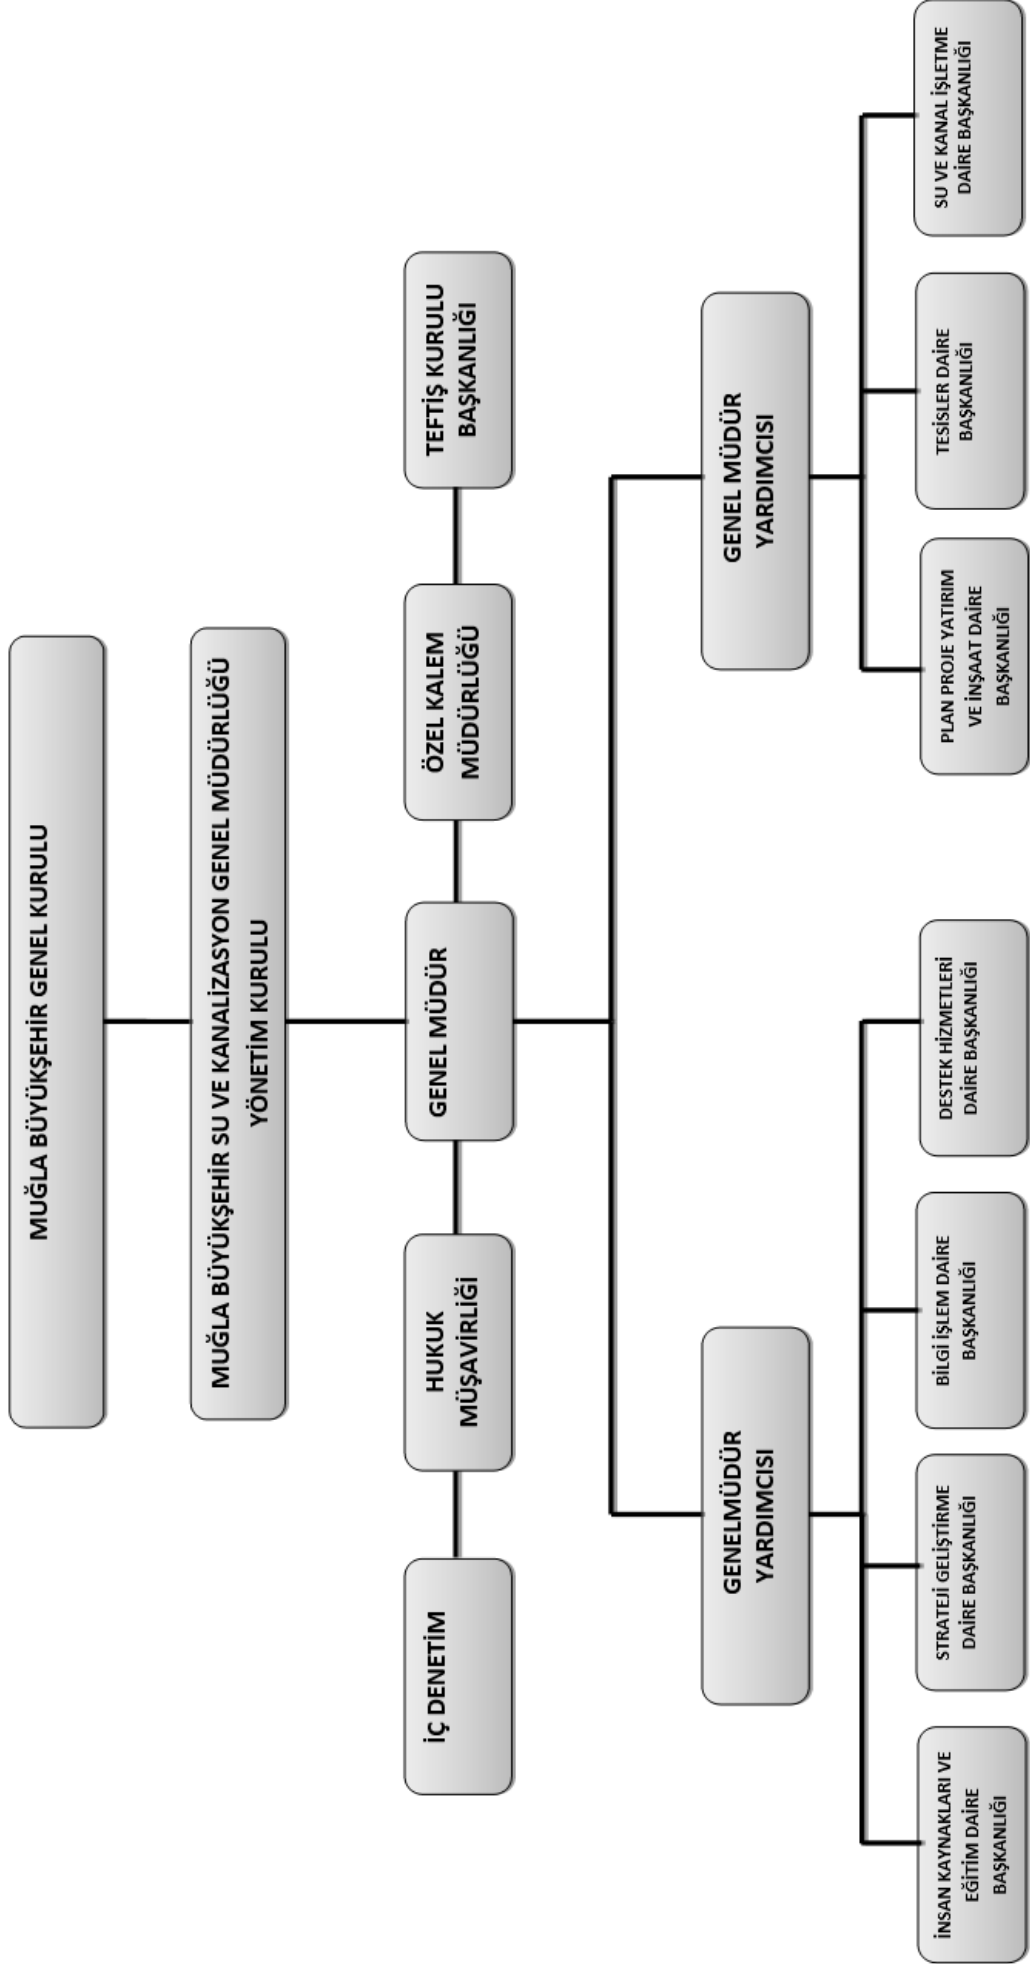 MUĞLA BÜYÜKŞEHİR GENEL KURULU
MUĞLA BÜYÜKŞEHİR SU VE KANALİZASYON GENEL MÜDÜRLÜĞÜ
YÖNETİM KURULU
İÇ DENETİM
HUKUK
MÜŞAVİRLİĞİ
GENEL MÜDÜR
ÖZEL KALEM
MÜDÜRLÜĞÜ
TEFTİŞ KURULU
BAŞKANLIĞI
GENELMÜDÜR
YARDIMCISI
GENEL MÜDÜR
YARDIMCISI
İNSAN KAYNAKLARI VE
EĞİTİM DAİRE
BAŞKANLIĞI
STRATEJİ GELİŞTİRME
DAİRE BAŞKANLIĞI
BİLGİ İŞLEM DAİRE
BAŞKANLIĞI
DESTEK HİZMETLERİ
DAİRE BAŞKANLIĞI
PLAN PROJE YATIRIM
VE İNŞAAT DAİRE
BAŞKANLIĞI
TESİSLER DAİRE
BAŞKANLIĞI
SU VE KANAL İŞLETME
DAİRE BAŞKANLIĞI